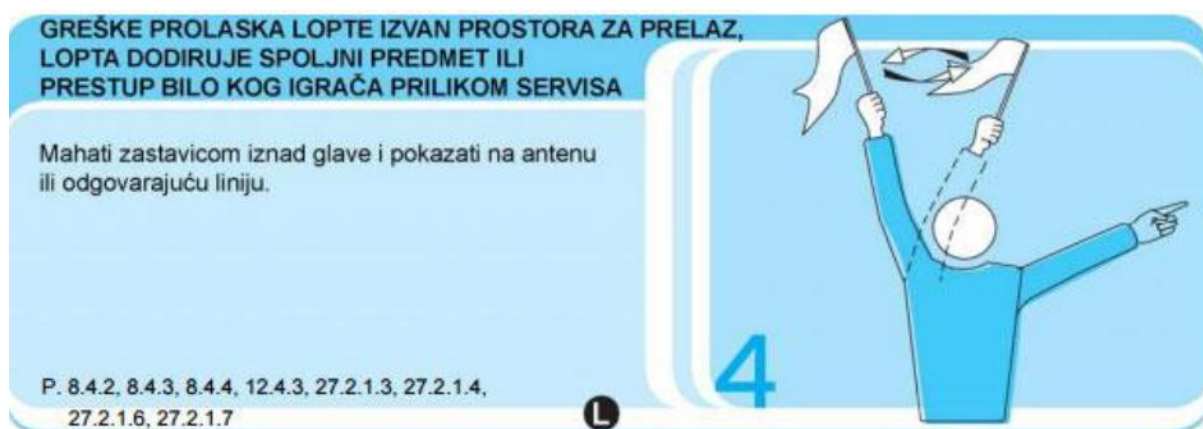 GREŠKE PROLASKA LOPTE IZVAN PROSTORA ZA PRELAZ,
LOPTA DODIRUJE SPOLJNI PREDMET ILI
PRESTUP BILO KOG IGRAČA PRILIKOM SERVISA
Mahati zastavicom iznad glave i pokazati na antenu
ili odgovarajuću liniju.
P. 8.4.2, 8.4.3, 8.4.4, 12.4.3, 27.2.1.3, 27.2.1.4,
27.2.1.6, 27.2.1.7
L
4